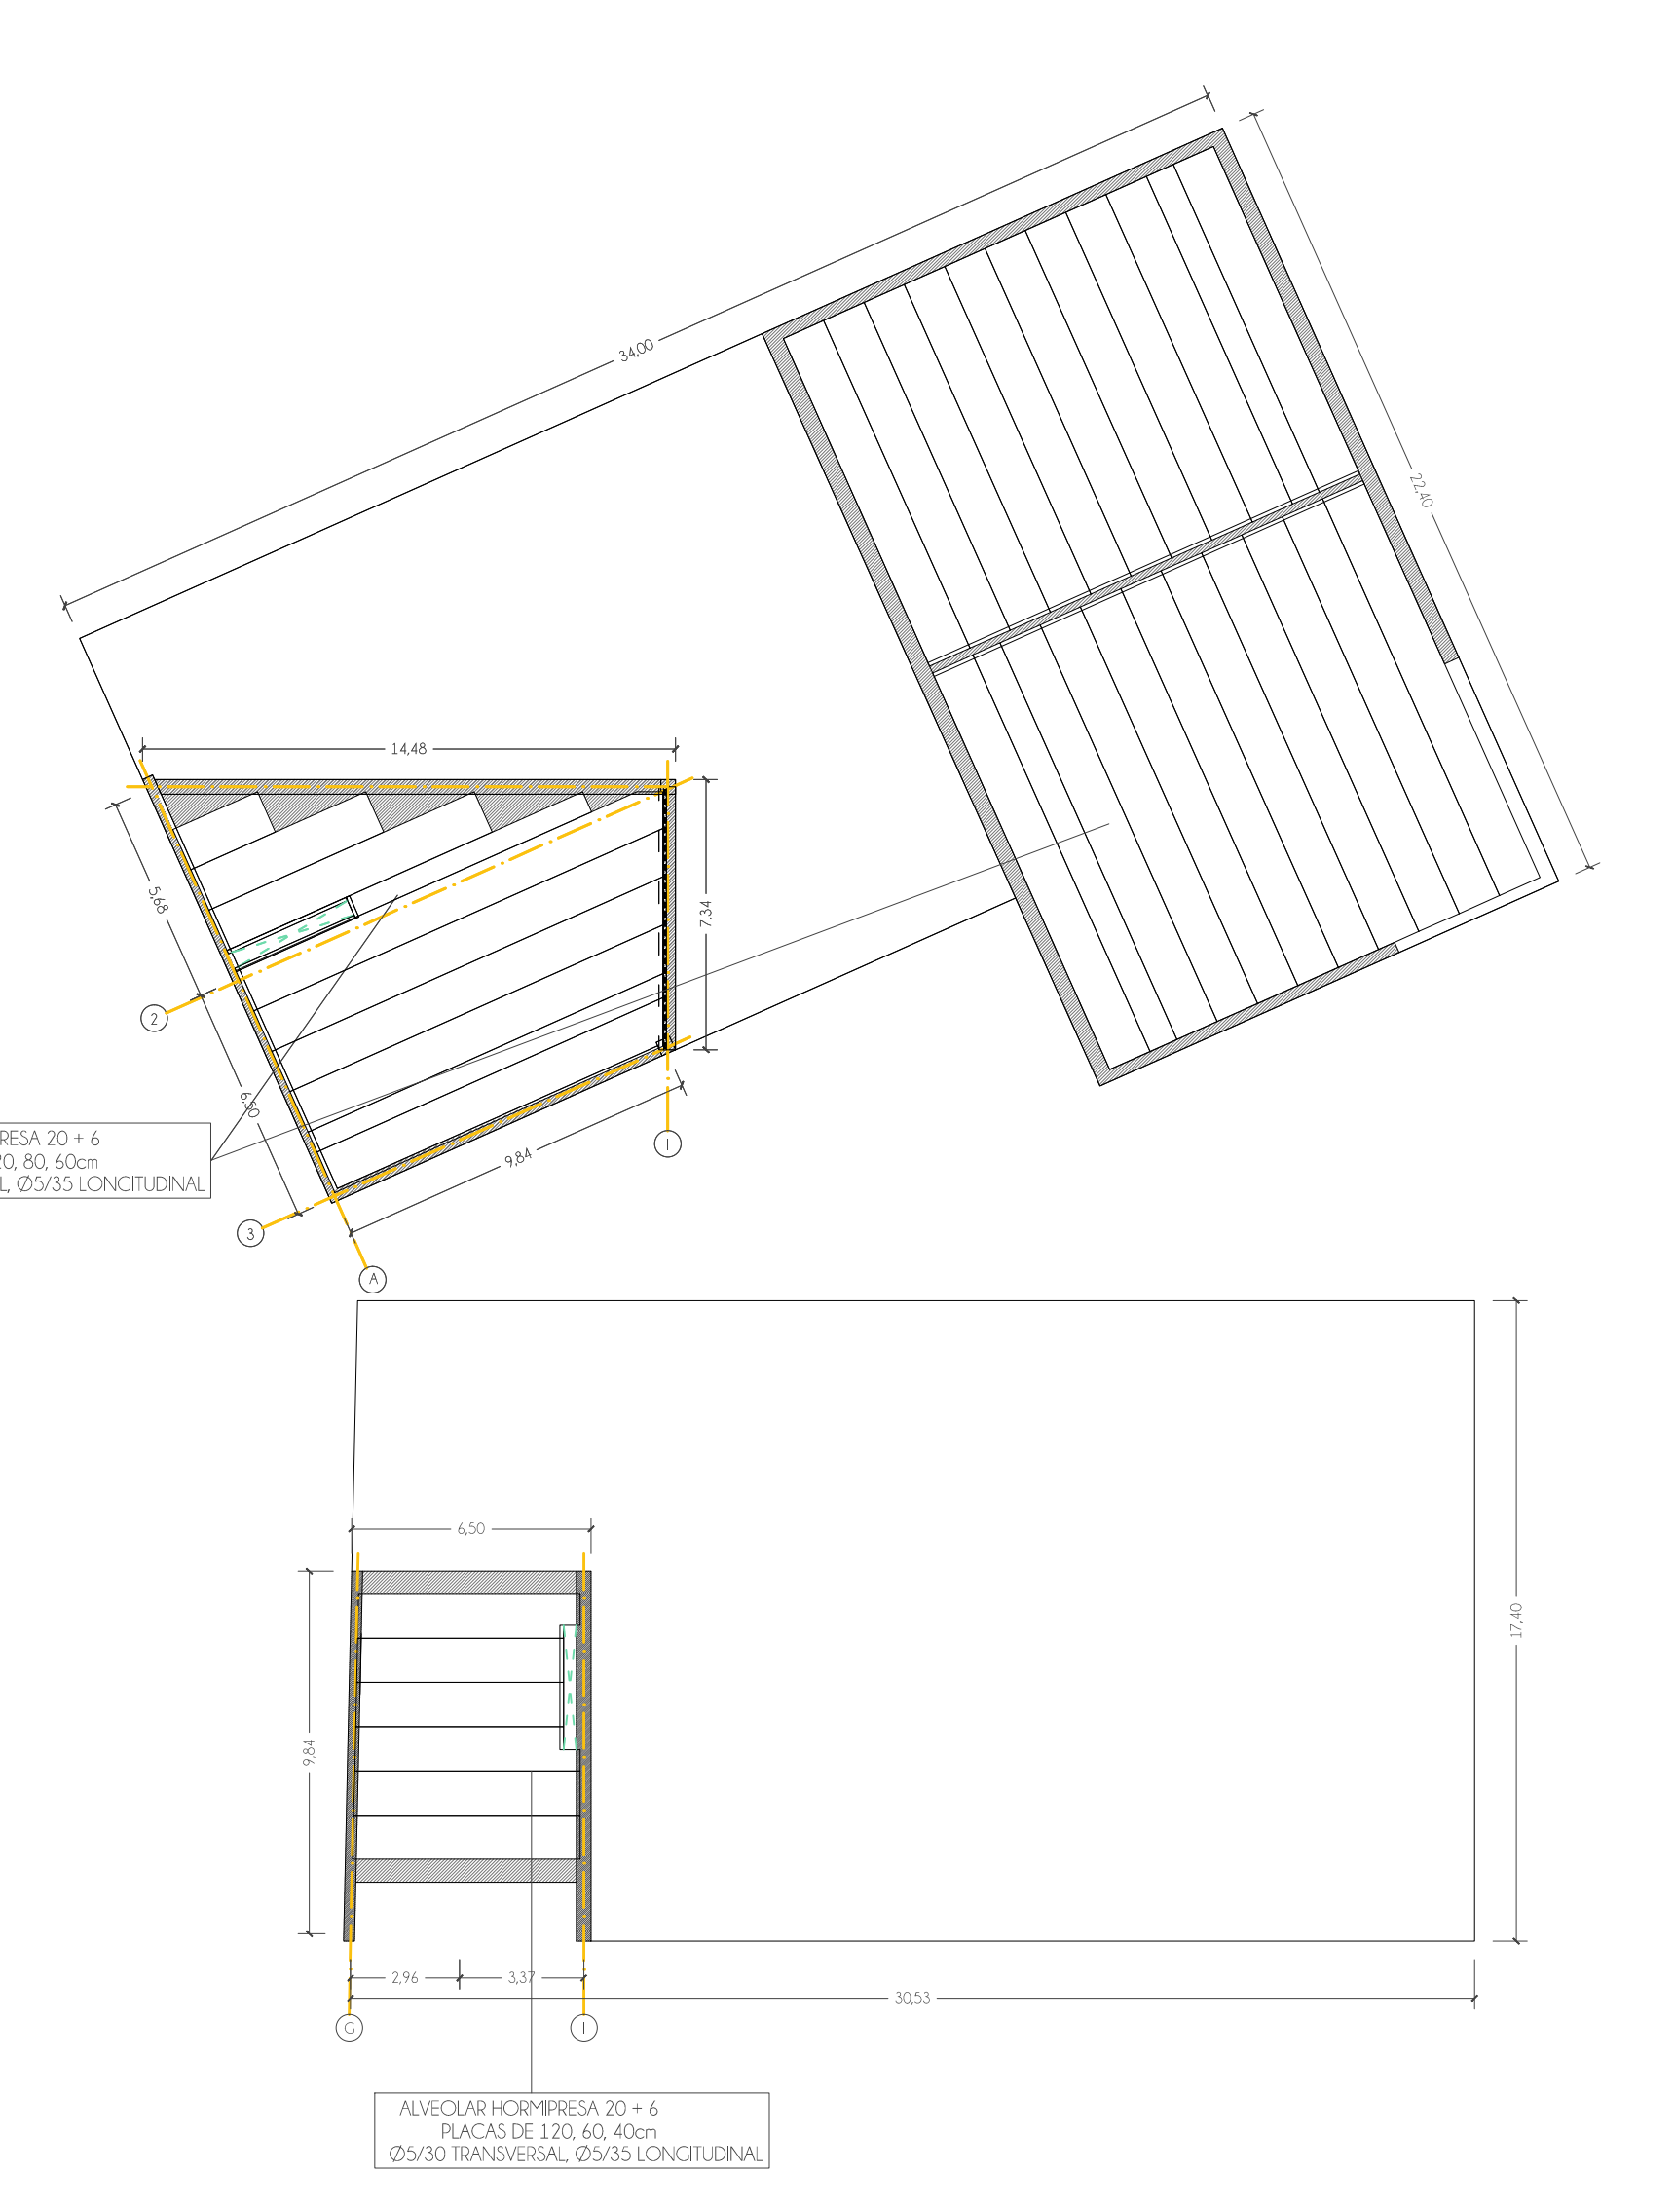 34,00
22,40
14,48
5,68
7,34
2
6,50
RESA 20 + 6
20, 80, 60cm
L, Ø5/35 LONGITUDINAL
9,84
I
3
A
6,50
17,40
9,84
2,96
3,37
30,53
G
I
ALVEOLAR HORMIPRESA 20 + 6
PLACAS DE 120, 60, 40cm
Ø5/30 TRANSVERSAL, Ø5/35 LONGITUDINAL